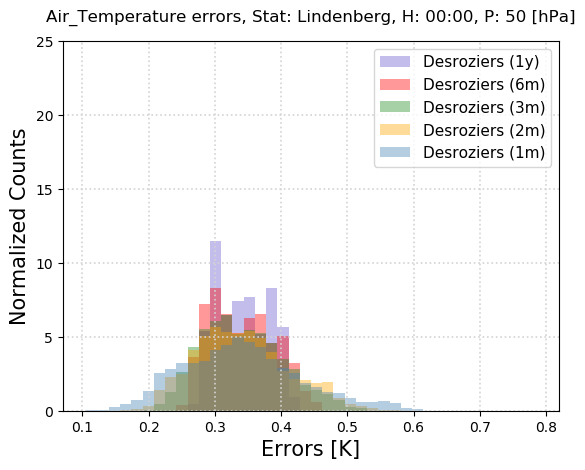 Air_Temperature errors, Stat: Lindenberg, H: 00:00, P: 50 [hPa]
25
20
15
10
5
0
Normalized Counts
Desroziers (1y)
Desroziers (6m)
Desroziers (3m)
Desroziers (2m)
Desroziers (1m)
0.1 0.2 0.3 0.4 0.5 0.6 0.7 0.8
Errors [K]